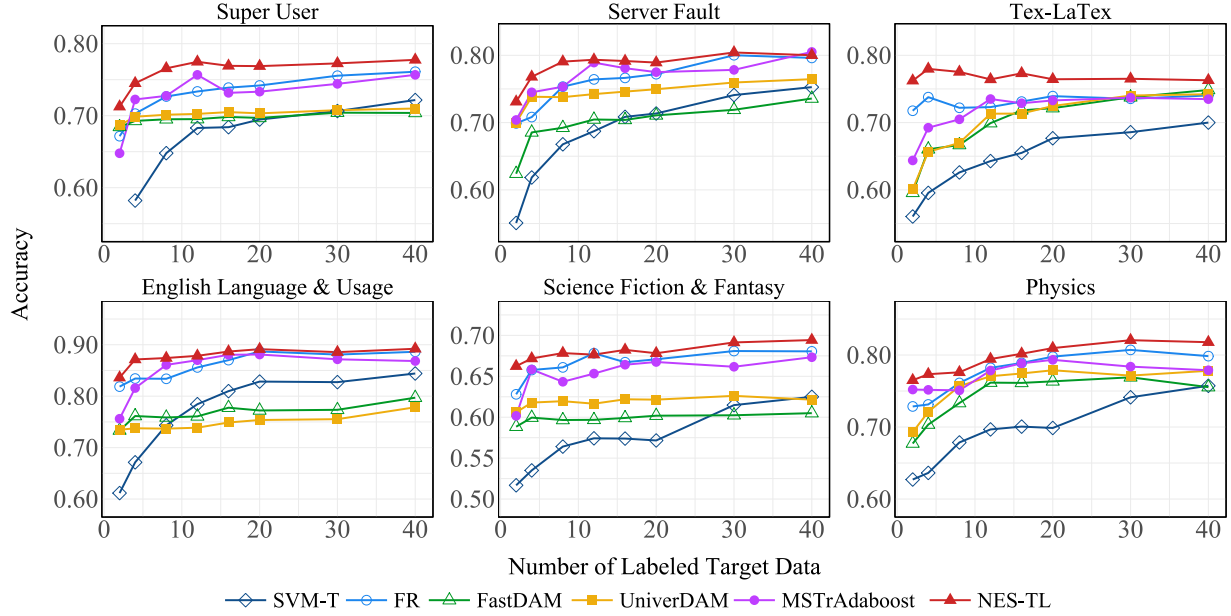 Super User
Server Fault
Tex-LaTex
0.80
0.70
0.60
0 10 20 30 40
0.80
0.70
0.60
0 10 20 30 40
0.80
0.70
0.60
0 10 20 30 40
Accuracy
English Language & Usage
Science Fiction & Fantasy
Physics
0.90
0.80
0.70
0.60
0 10 20 30 40
0.70
0.65
0.60
0.55
0.50
0 10 20 30 40
0.80
0.70
0.60
0 10 20 30 40
Number of Labeled Target Data
SVM-T FR FastDAM UniverDAM MSTrAdaboost NES-TL